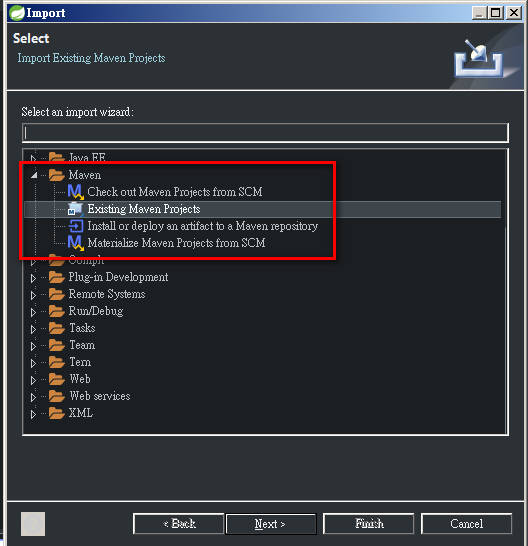 Import
Select
Import Existing Maven Projects
Select an import wizard:
Java EE
Maven
Check out Maven Projects from SCM
Existing Maven Projects
Install or deploy an artifact to a Maven repository
Materialize Maven Projects from SCM
Oomph
Plug-in Development
Remote Systems
Run/Debug
Tasks
Team
Tern
Web
Web services
XML
< Back
Next >
Finish
Cancel